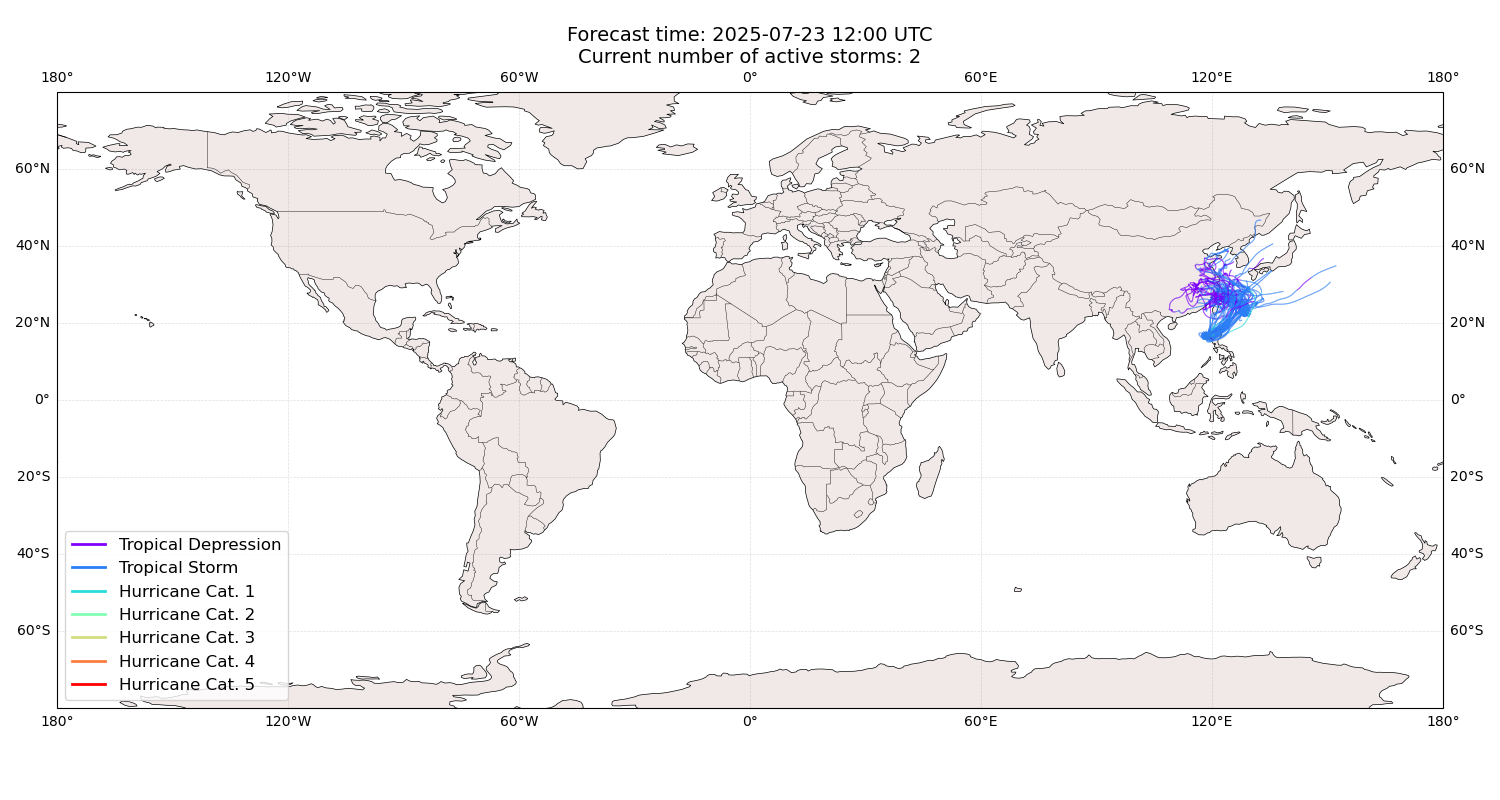 Forecast time: 2025-07-23 12:00 UTC
Current number of active storms: 2
180° 120°W 60°W 0° 60°E 120°E 180°
60°N 60°N
40°N 40°N
20°N 20°N
0° 0°
20°S 20°S
40°S 40°S
60°S 60°S
Tropical Depression
Tropical Storm
Hurricane Cat. 1
Hurricane Cat. 2
Hurricane Cat. 3
Hurricane Cat. 4
Hurricane Cat. 5
180° 120°W 60°W 0° 60°E 120°E 180°